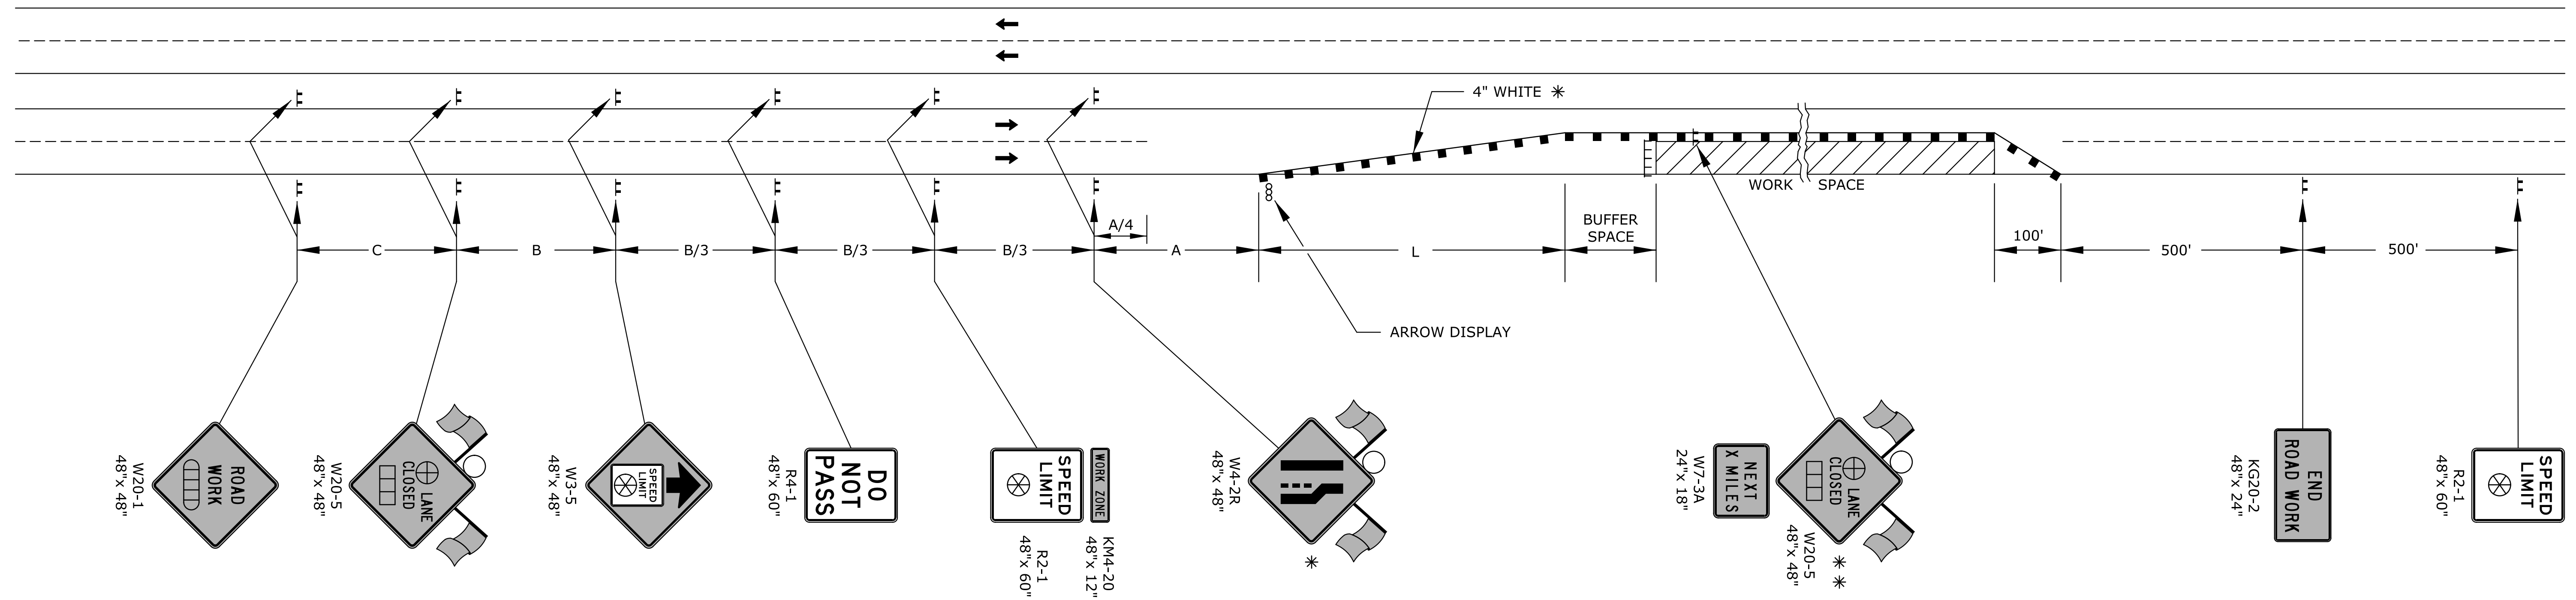 4" WHITE *
WORK SPACE
A/4
BUFFER
SPACE
C
B
B/3
B/3
B/3
A
L
100'
500'
500'
ARROW DISPLAY
ROAD
WORK
W20-1
48"x 48"
LANE
CLOSED
W20-5
48"x 48"
SPEED
LIMIT
W3-5
48"x 48"
DO
NOT
PASS
R4-1
48"x 60"
WORK ZONE
SPEED
LIMIT
KM4-20
48"x 12"
R2-1
48"x 60"
W4-2R
48"x 48"
*
NEXT
X MILES
W7-3A
24"x 18"
LANE
CLOSED
W20-5
48"x 48"
* *
END
ROAD WORK
KG20-2
48"x 24"
SPEED
LIMIT
R2-1
48"x 60"